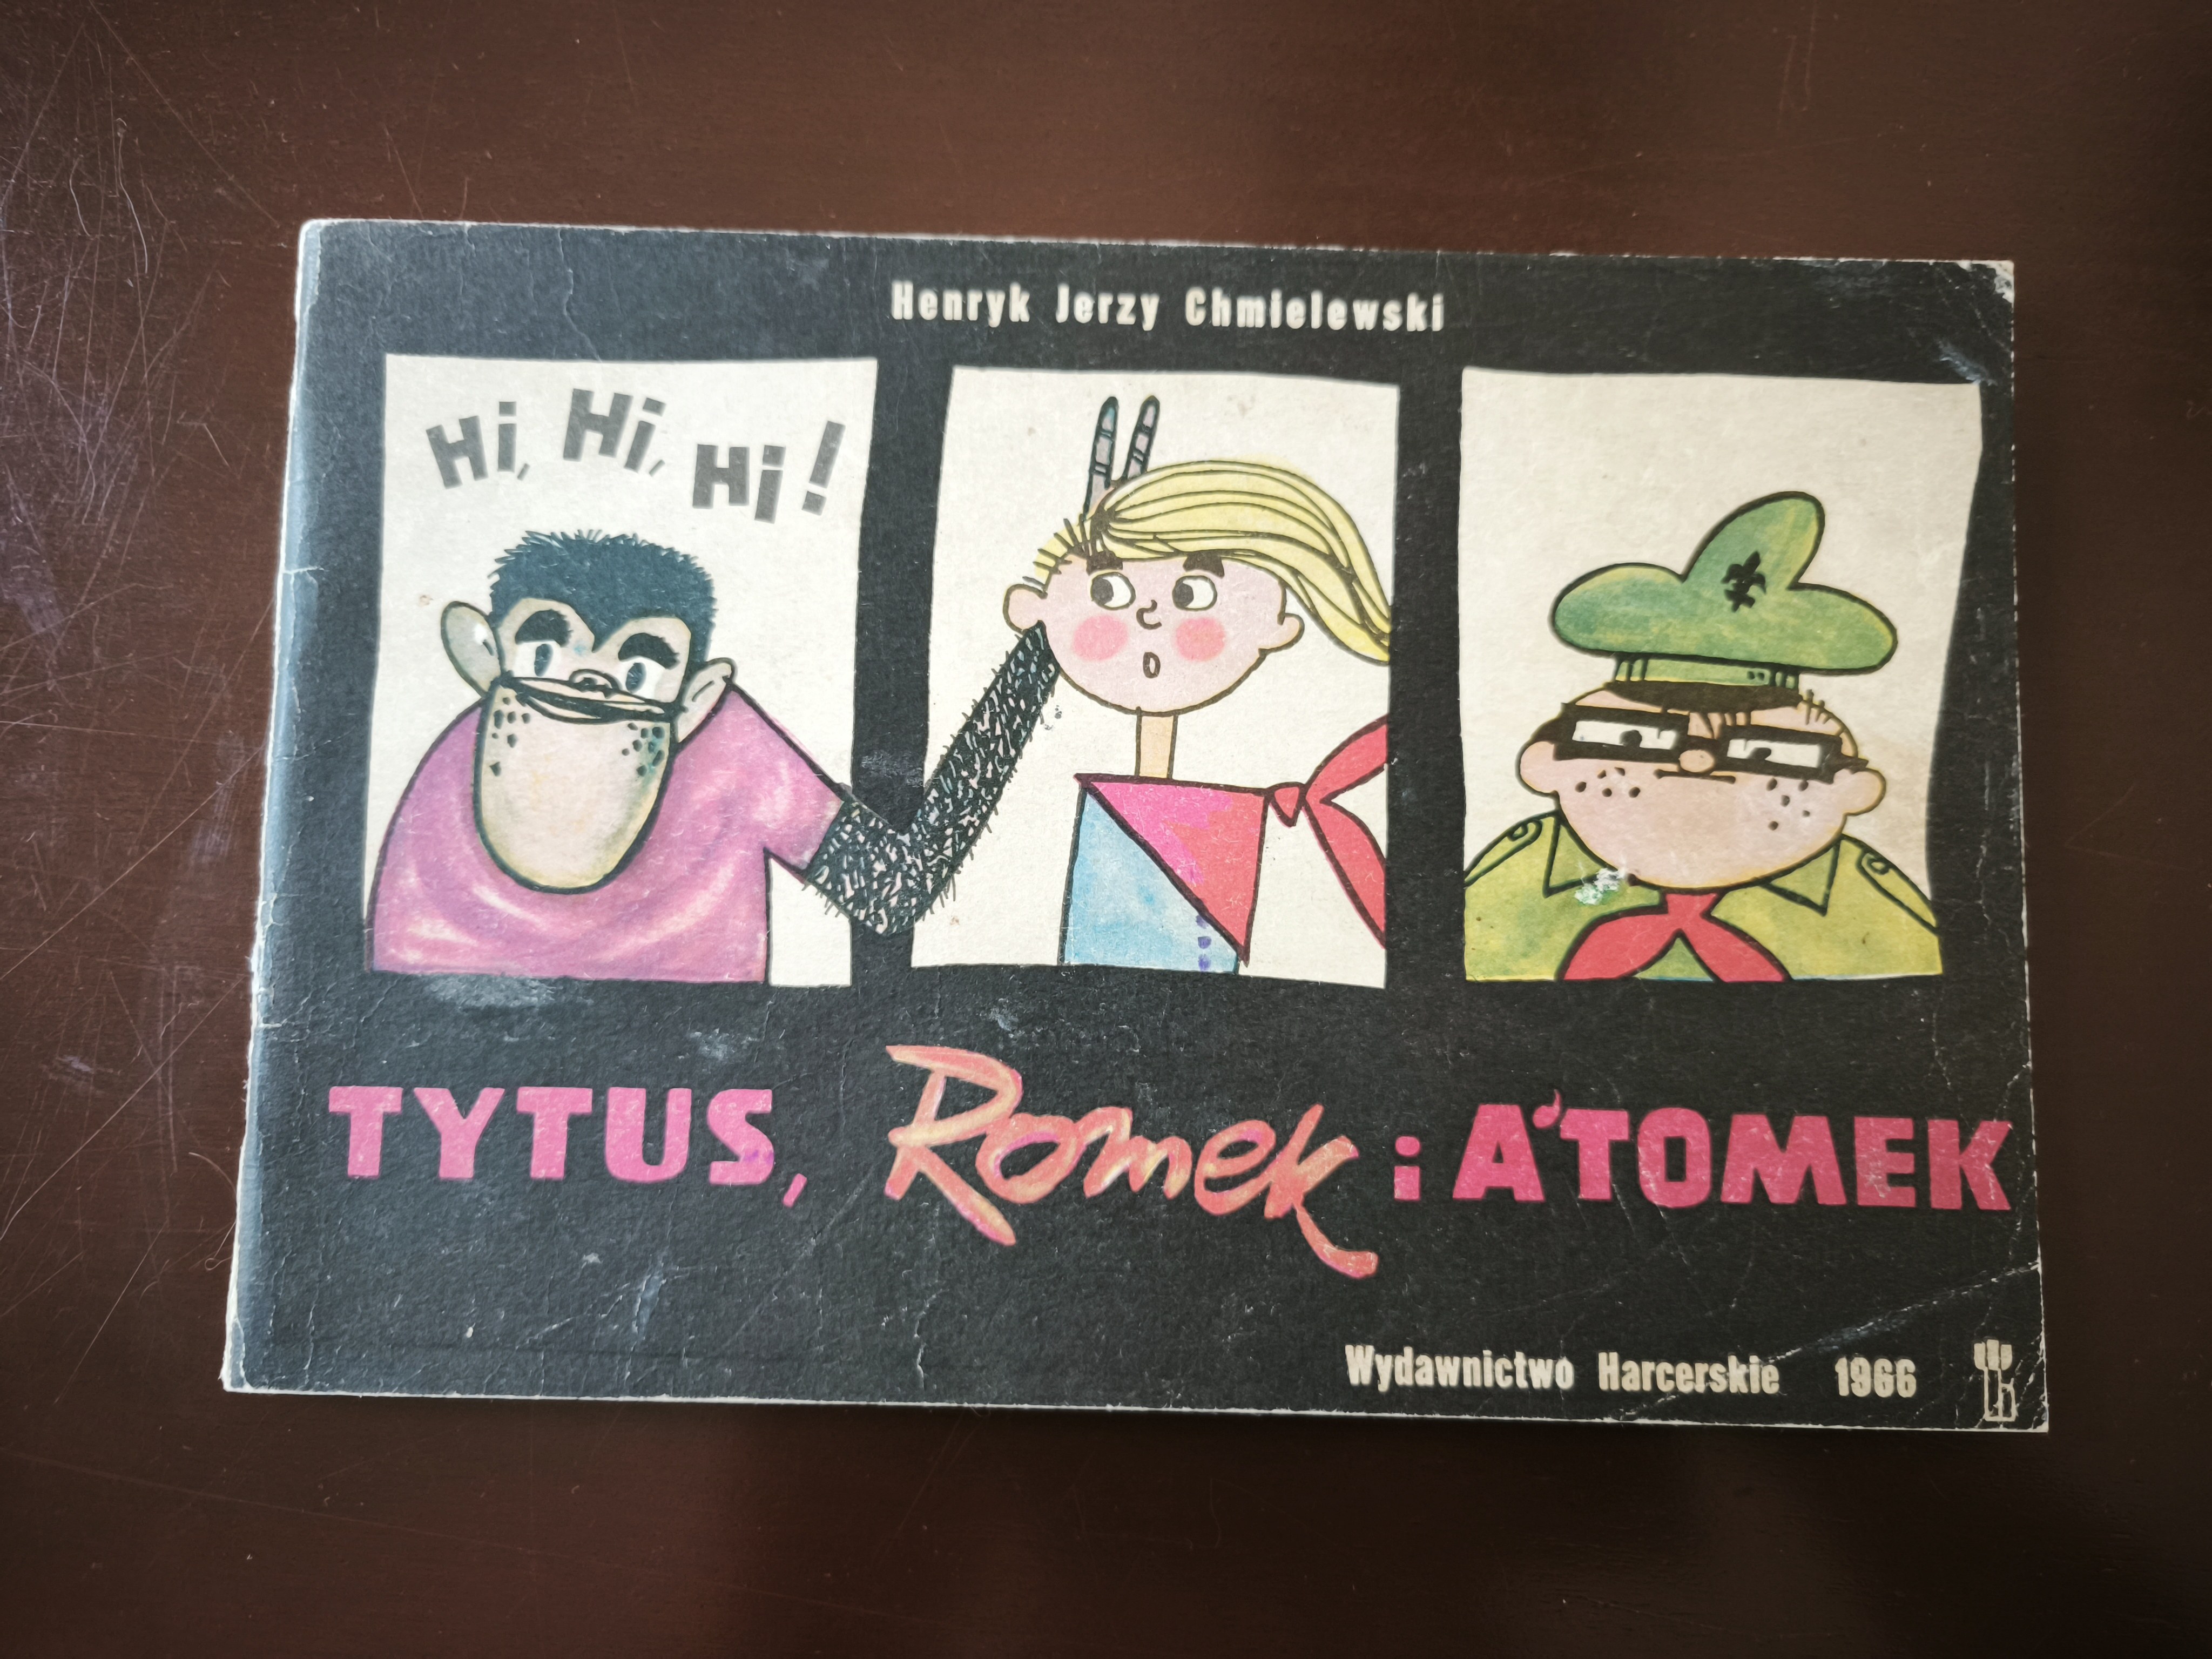 Henryk Jerzy Chmielewski
Hi, Hi, Hi!
TYTUS, Romek i A'TOMEK
Wydawnictwo Harcerskie 1966